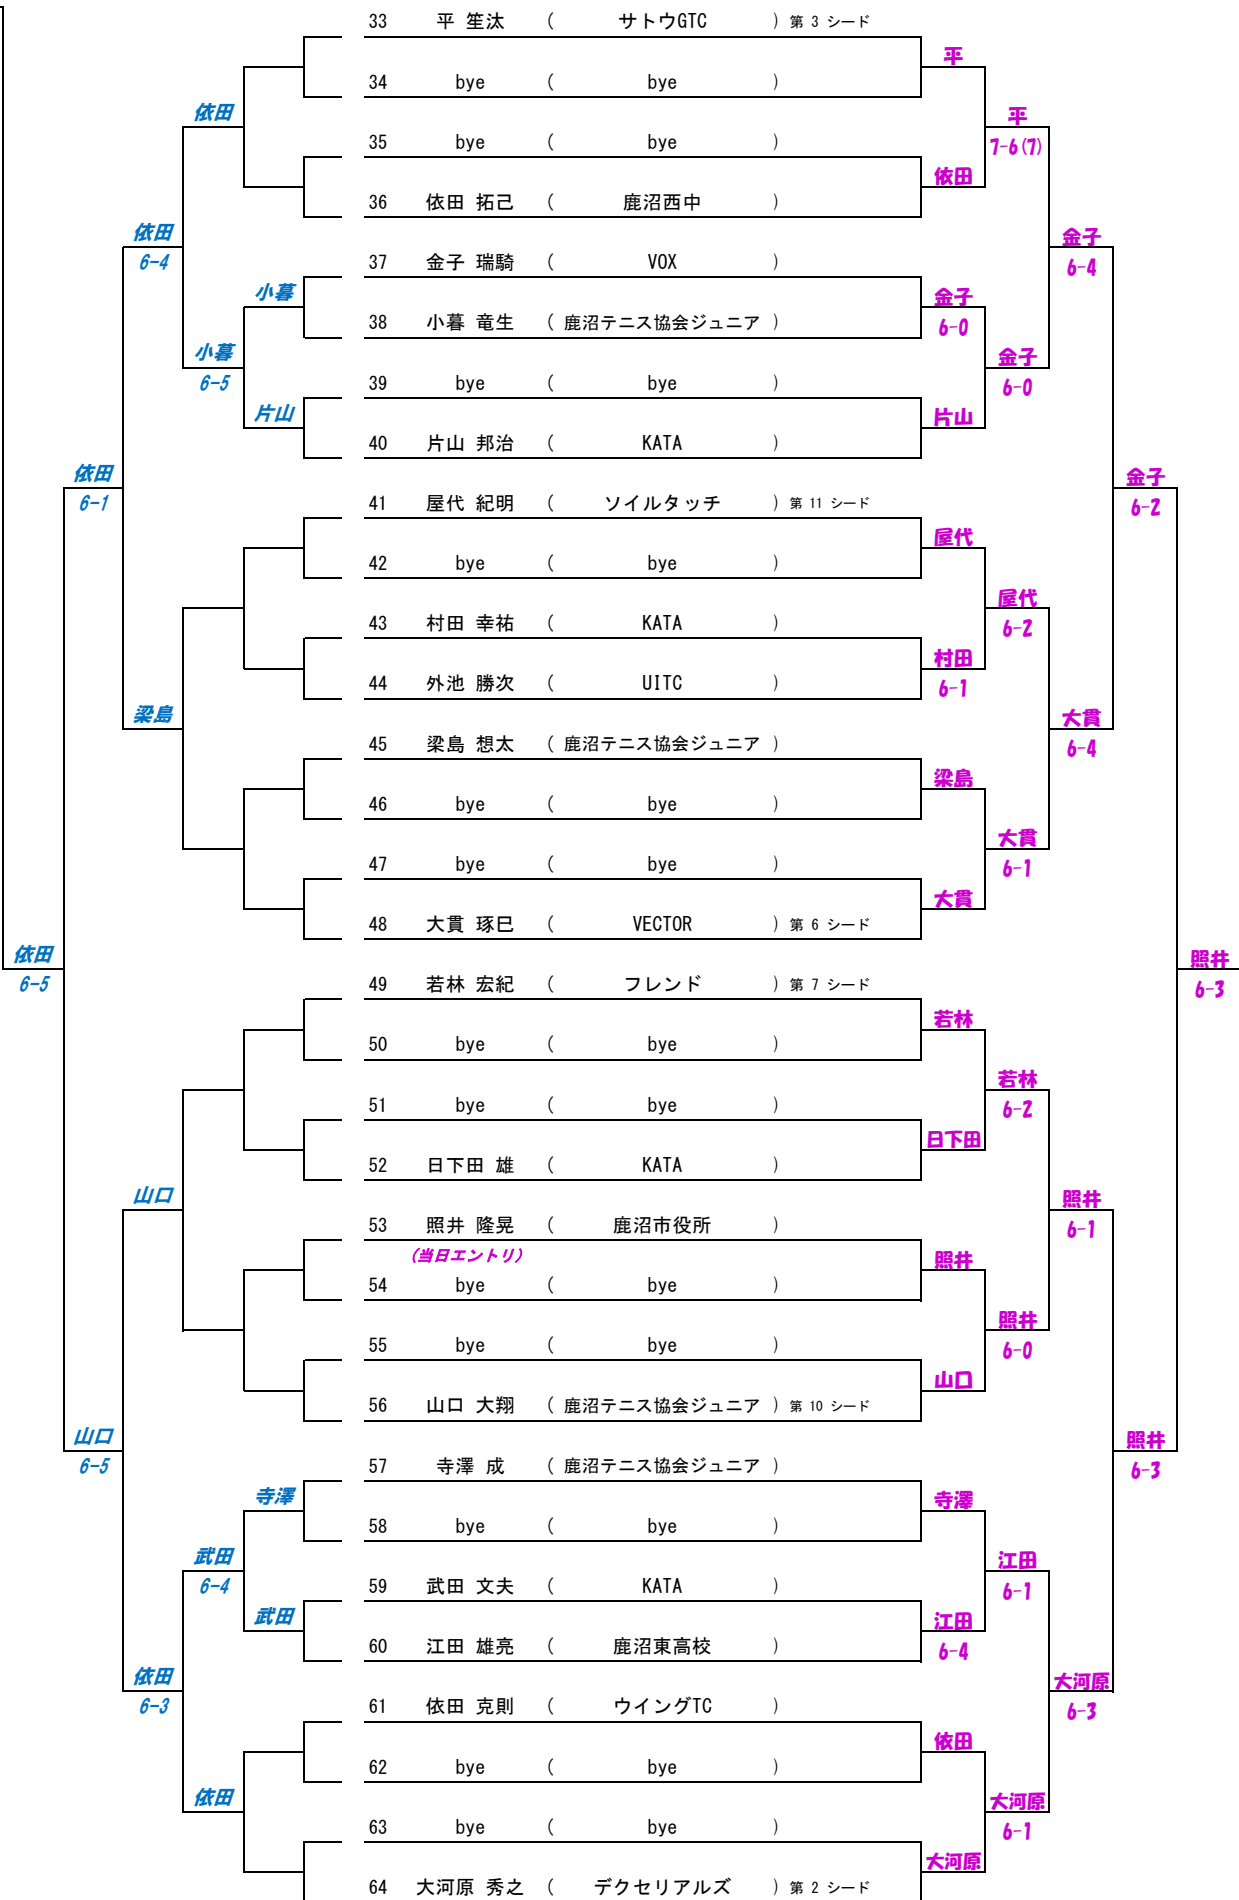 33 平 笙汰 ( サトウGTC ) 第 3 シード
平
34 bye ( bye )
依田 平
35 bye ( bye ) 7-6(7)
依田
36 依田 拓己 ( 鹿沼西中 )
依田 金子
6-4 37 金子 瑞騎 ( VOX ) 6-4
小暮 金子
38 小暮 竜生 ( 鹿沼テニス協会ジュニア ) 6-0
小暮 金子
6-5 39 bye ( bye ) 6-0
片山 片山
40 片山 邦治 ( KATA )
依田 金子
6-1 41 屋代 紀明 ( ソイルタッチ ) 第 11 シード 6-2
屋代
42 bye ( bye )
屋代
43 村田 幸祐 ( KATA ) 6-2
村田
44 外池 勝次 ( UITC ) 6-1
梁島 大貫
45 梁島 想太 ( 鹿沼テニス協会ジュニア ) 6-4
梁島
46 bye ( bye )
大貫
47 bye ( bye ) 6-1
大貫
48 大貫 琢巳 ( VECTOR ) 第 6 シード
依田 照井
6-5 49 若林 宏紀 ( フレンド ) 第 7 シード 6-3
若林
50 bye ( bye )
若林
51 bye ( bye ) 6-2
日下田
52 日下田 雄 ( KATA )
山口 照井
53 照井 隆晃 ( 鹿沼市役所 ) 6-1
(当日エントリ) 照井
54 bye ( bye )
照井
55 bye ( bye ) 6-0
山口
56 山口 大翔 ( 鹿沼テニス協会ジュニア ) 第 10 シード
山口 照井
6-5 57 寺澤 成 ( 鹿沼テニス協会ジュニア ) 6-3
寺澤 寺澤
58 bye ( bye )
武田 江田
6-4 59 武田 文夫 ( KATA ) 6-1
武田 江田
60 江田 雄亮 ( 鹿沼東高校 ) 6-4
依田 大河原
6-3 61 依田 克則 ( ウイングTC ) 6-3
依田
62 bye ( bye )
依田 大河原
63 bye ( bye ) 6-1
大河原
64 大河原 秀之 ( デクセリアルズ ) 第 2 シード